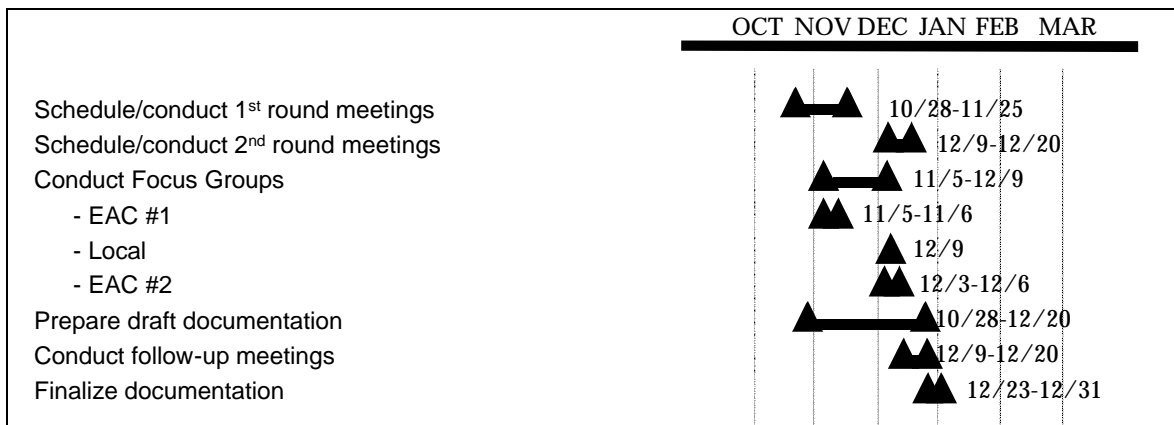 OCT NOV DEC JAN FEB MAR
Schedule/conduct 1st round meetings 10/28-11/25
Schedule/conduct 2nd round meetings 12/9-12/20
Conduct Focus Groups 11/5-12/9
- EAC #1 11/5-11/6
- Local 12/9
- EAC #2 12/3-12/6
Prepare draft documentation 10/28-12/20
Conduct follow-up meetings 12/9-12/20
Finalize documentation 12/23-12/31